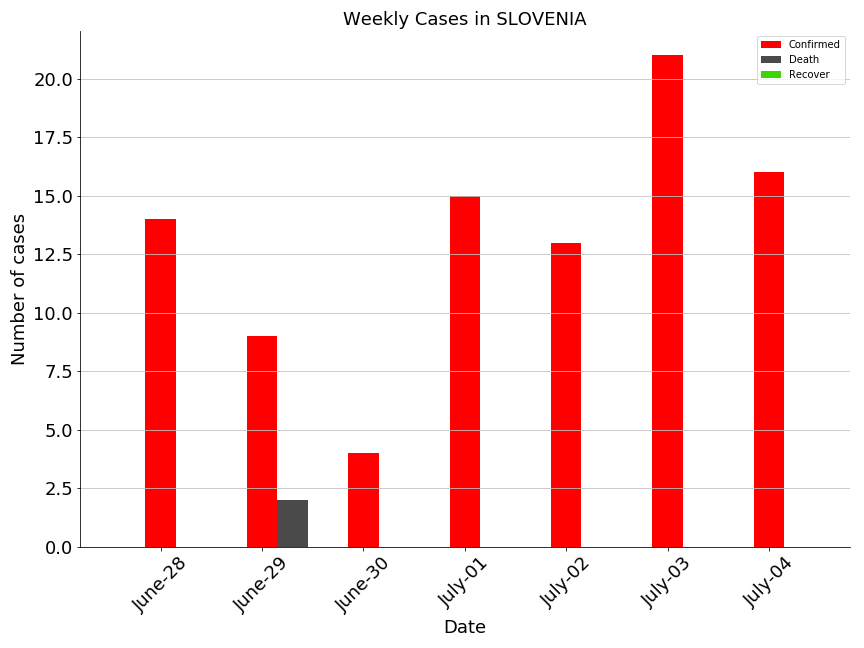 Weekly Cases in SLOVENIA
Confirmed
Death
Recover
Number of cases
20.0
17.5
15.0
12.5
10.0
7.5
5.0
2.5
0.0
June-28
June-29
June-30
July-01
July-02
July-03
July-04
Date